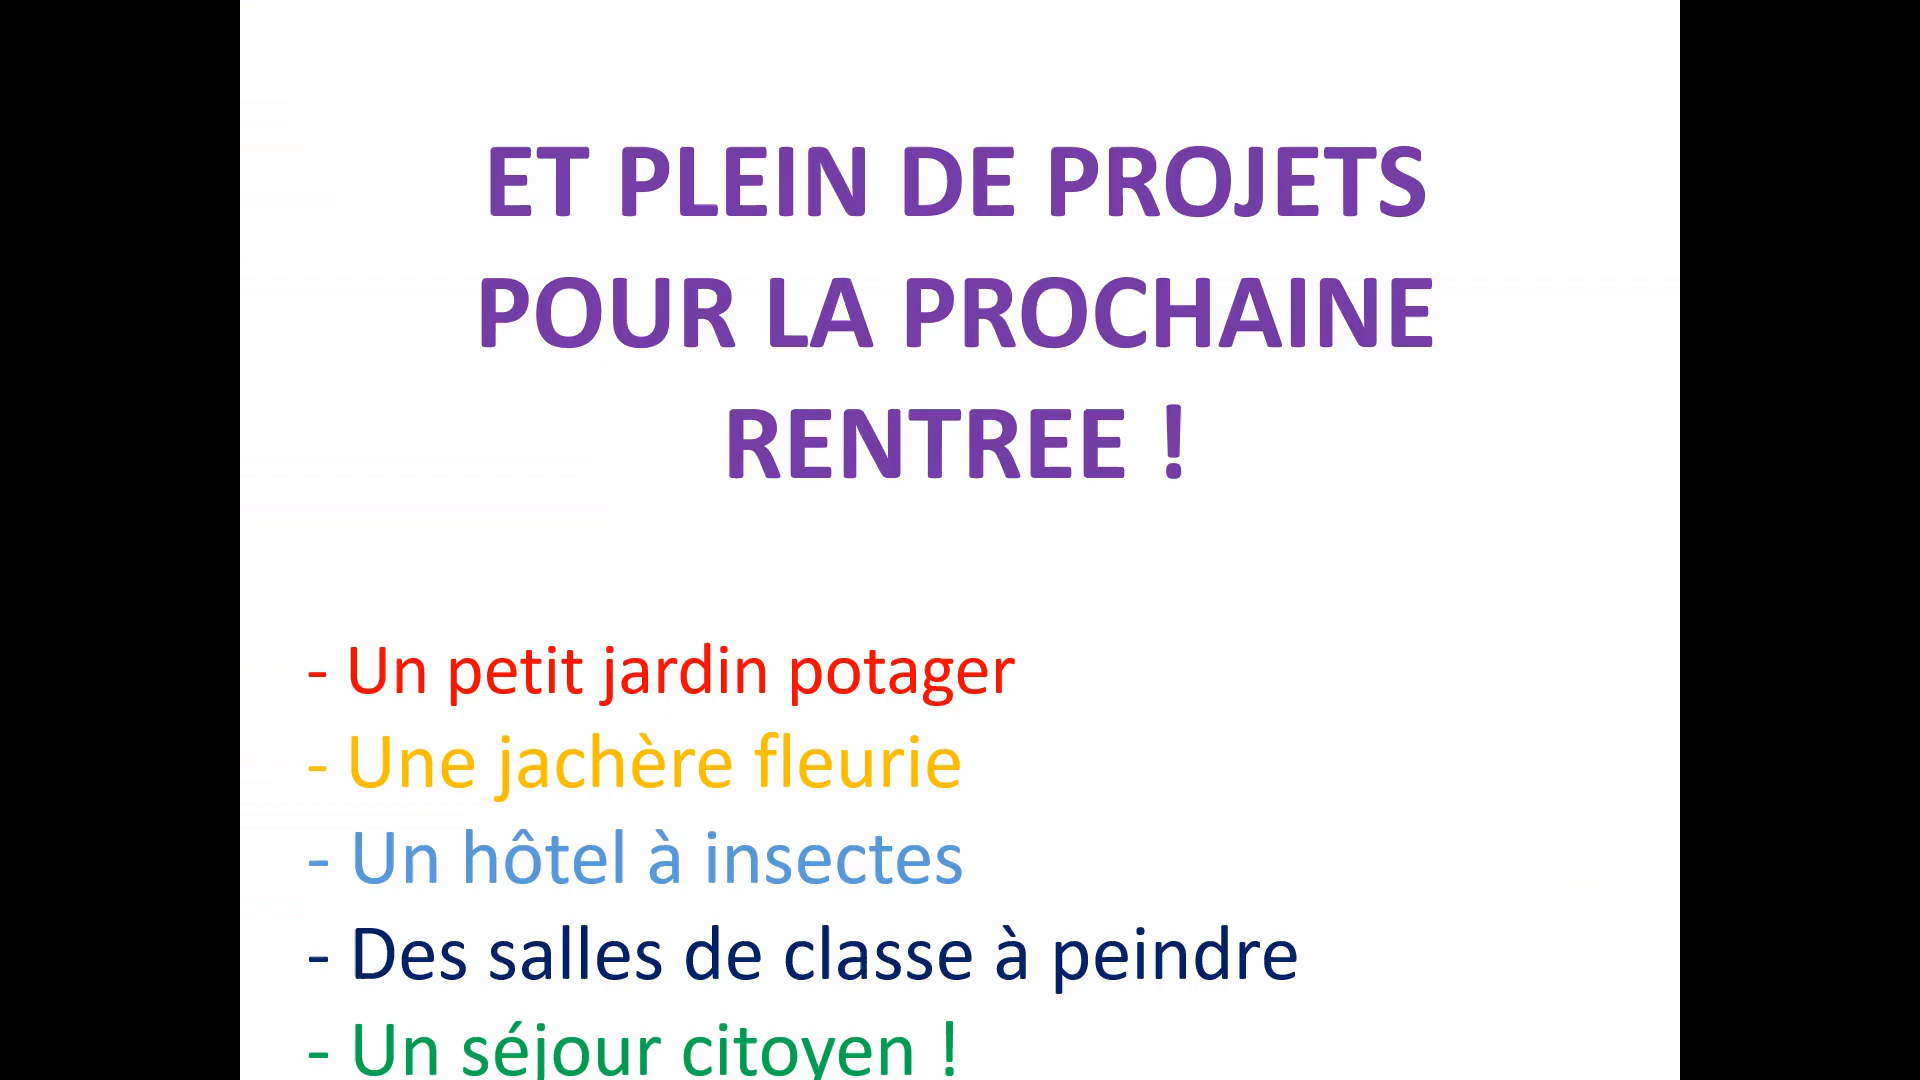 ET PLEIN DE PROJETS
POUR LA PROCHAINE
RENTREE !
- Un petit jardin potager
- Une jachère fleurie
- Un hôtel à insectes
- Des salles de classe à peindre
- Un séjour citoyen !